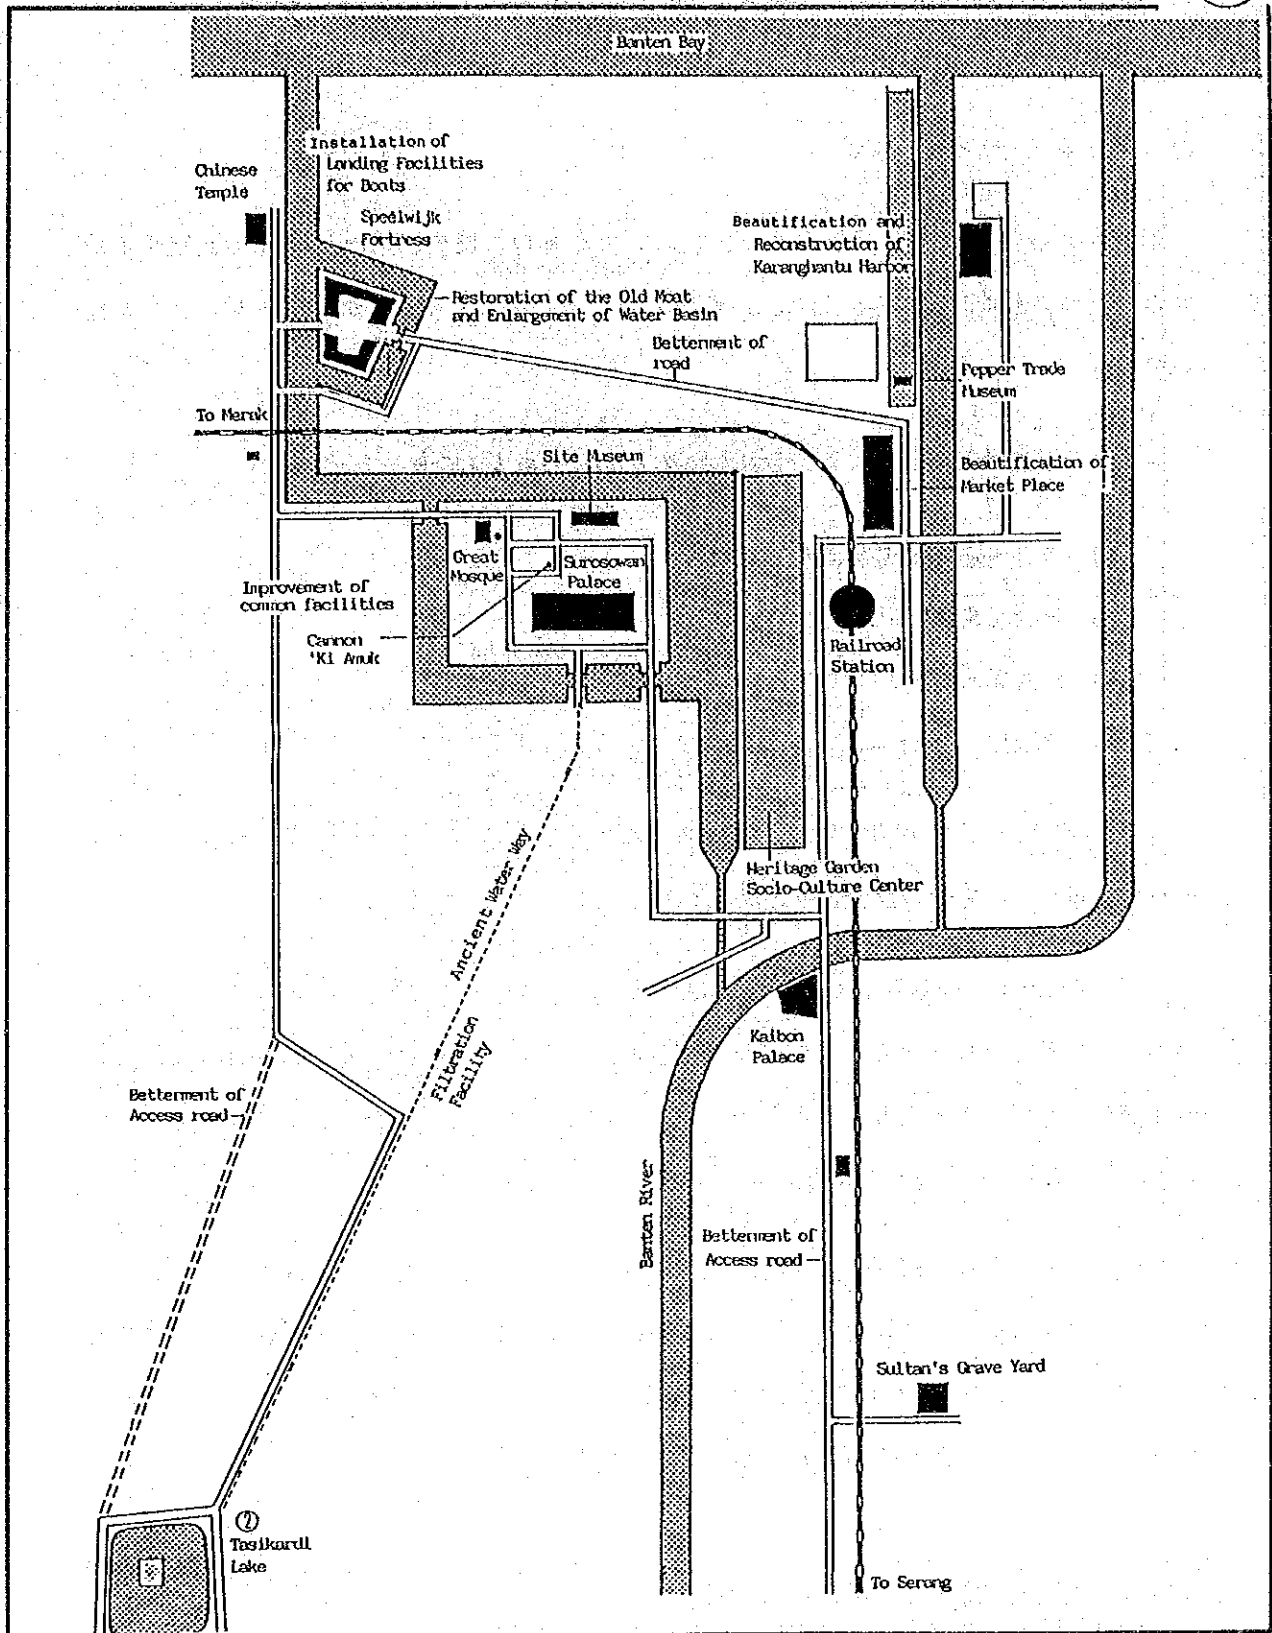 Banten Bay
Installation of
Landing Facilities
for Boats
Chinese
Temple
Speelwijk
Fortress
Beautification and
Reconstruction of
Karanghantu Harbor
Restoration of the Old Moat
and Enlargement of Water Basin
Betterment of
road
Pepper Trade
Museum
To Merak
Site Museum
Beautification of
Market Place
Great
Mosque
Surosowan
Palace
Improvement of
common facilities
Cannon
'Ki Amuk
Railroad
Station
Ancient Water Way
Heritage Garden
Socio-Culture Center
Filtration
Facility
Kaibon
Palace
Betterment of
Access road
Banten River
Betterment of
Access road
Sultan's Grave Yard
2
Tasikardi
Lake
To Serang